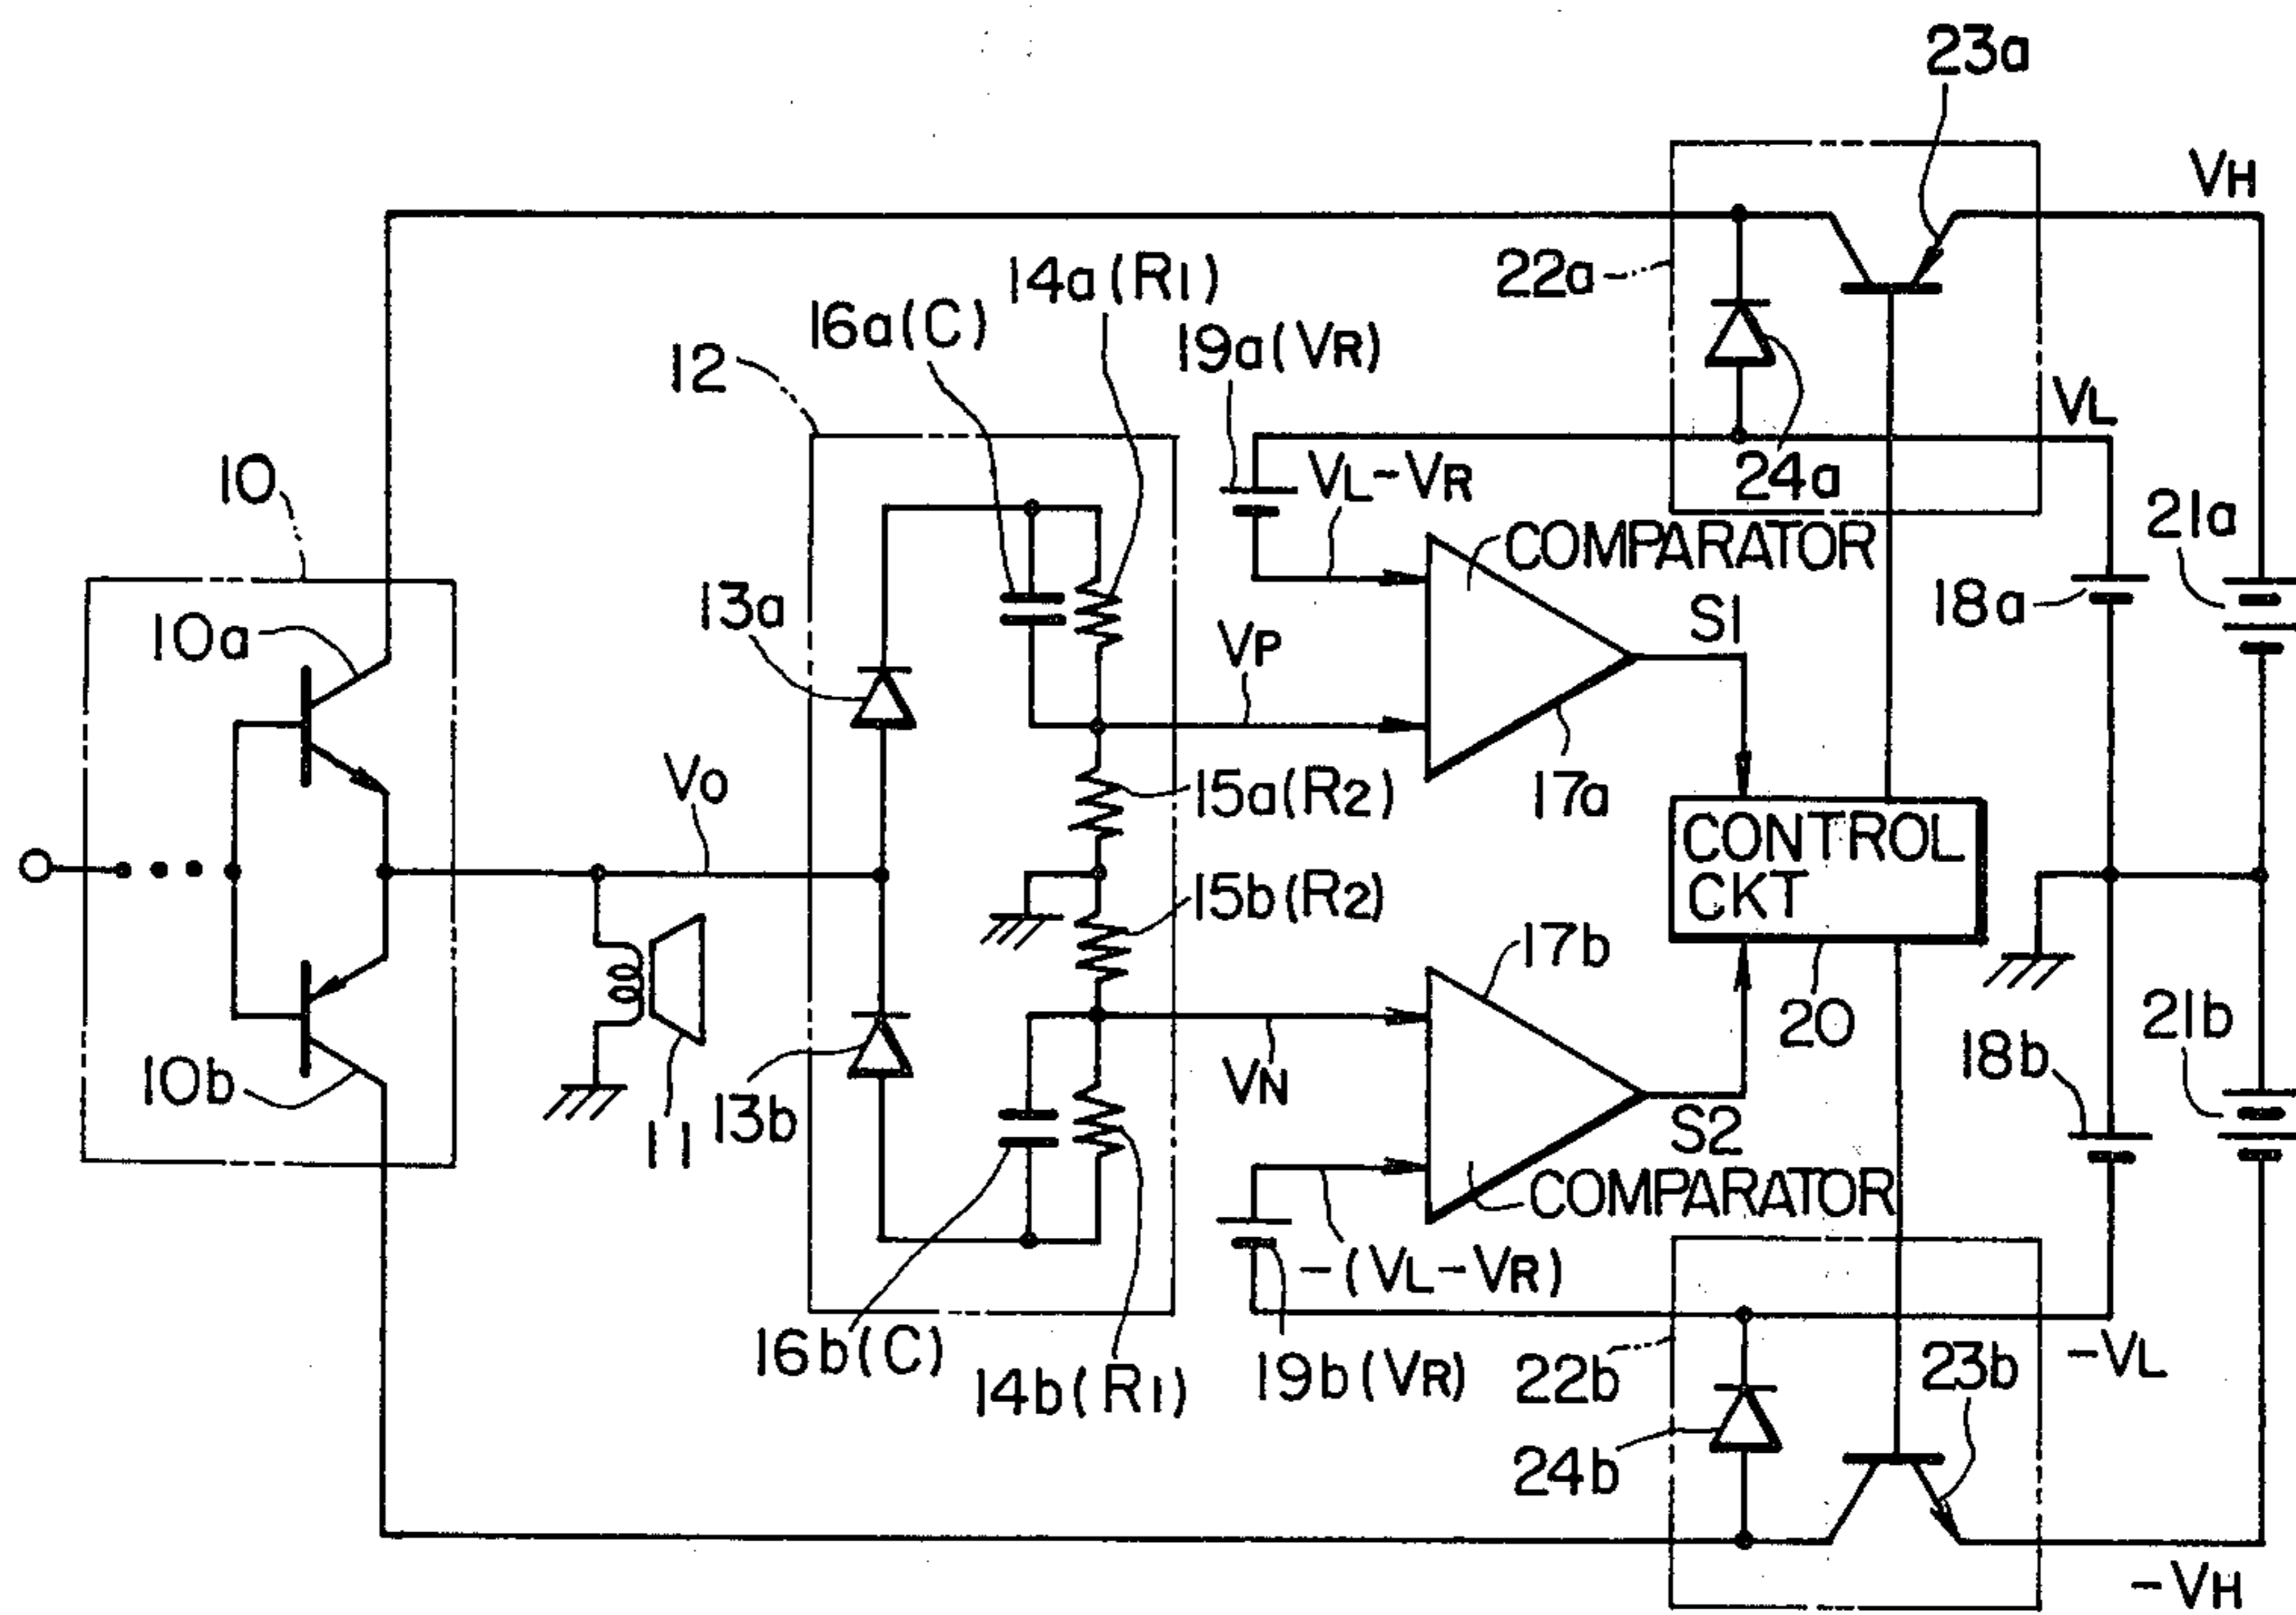 23a
VH
22a
14a(R1)
16a(C)
19a(VR)
12
VL
24a
VL-VR
10
21a
COMPARATOR
18a
13a
S1
10a
VP
15a(R2)
17a
VO
CONTROL
CKT
15b(R2)
17b
20
21b
18b
10b
VN
13b
11
S2
COMPARATOR
-(VL-VR)
16b(C)
14b(R1)
19b(VR)
22b
23b
-VL
24b
-VH